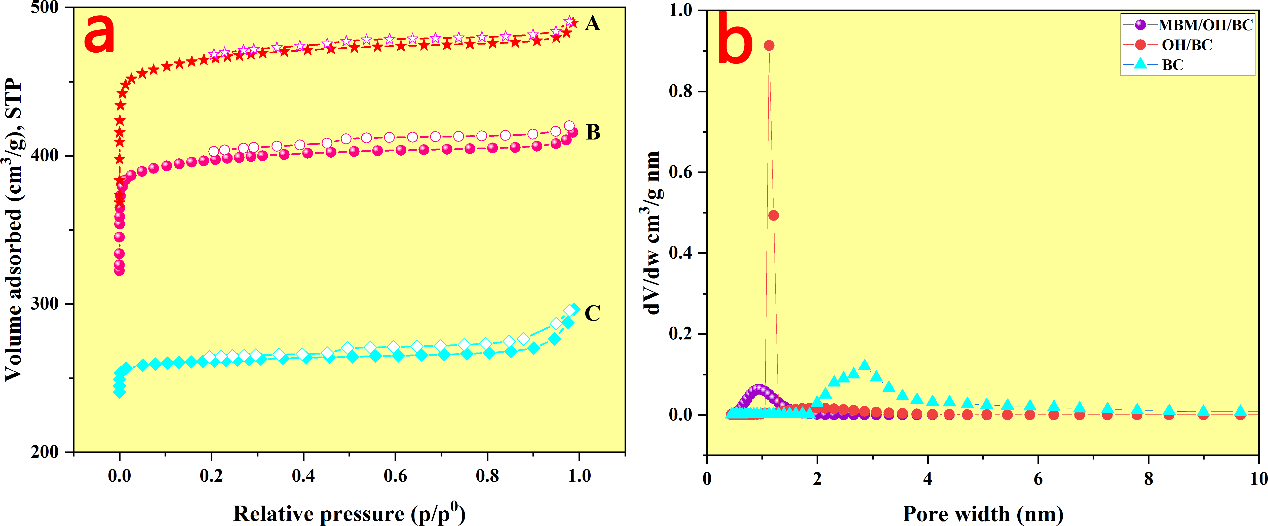 a
500
400
300
200
0.0 0.2 0.4 0.6 0.8 1.0
Volume adsorbed (cm³/g), STP
Relative pressure (p/p⁰)
A
B
C
b
MBM/OH/BC
OH/BC
BC
1.0
0.8
0.6
0.4
0.2
0.0
0 2 4 6 8 10
dV/dw cm³/g nm
Pore width (nm)